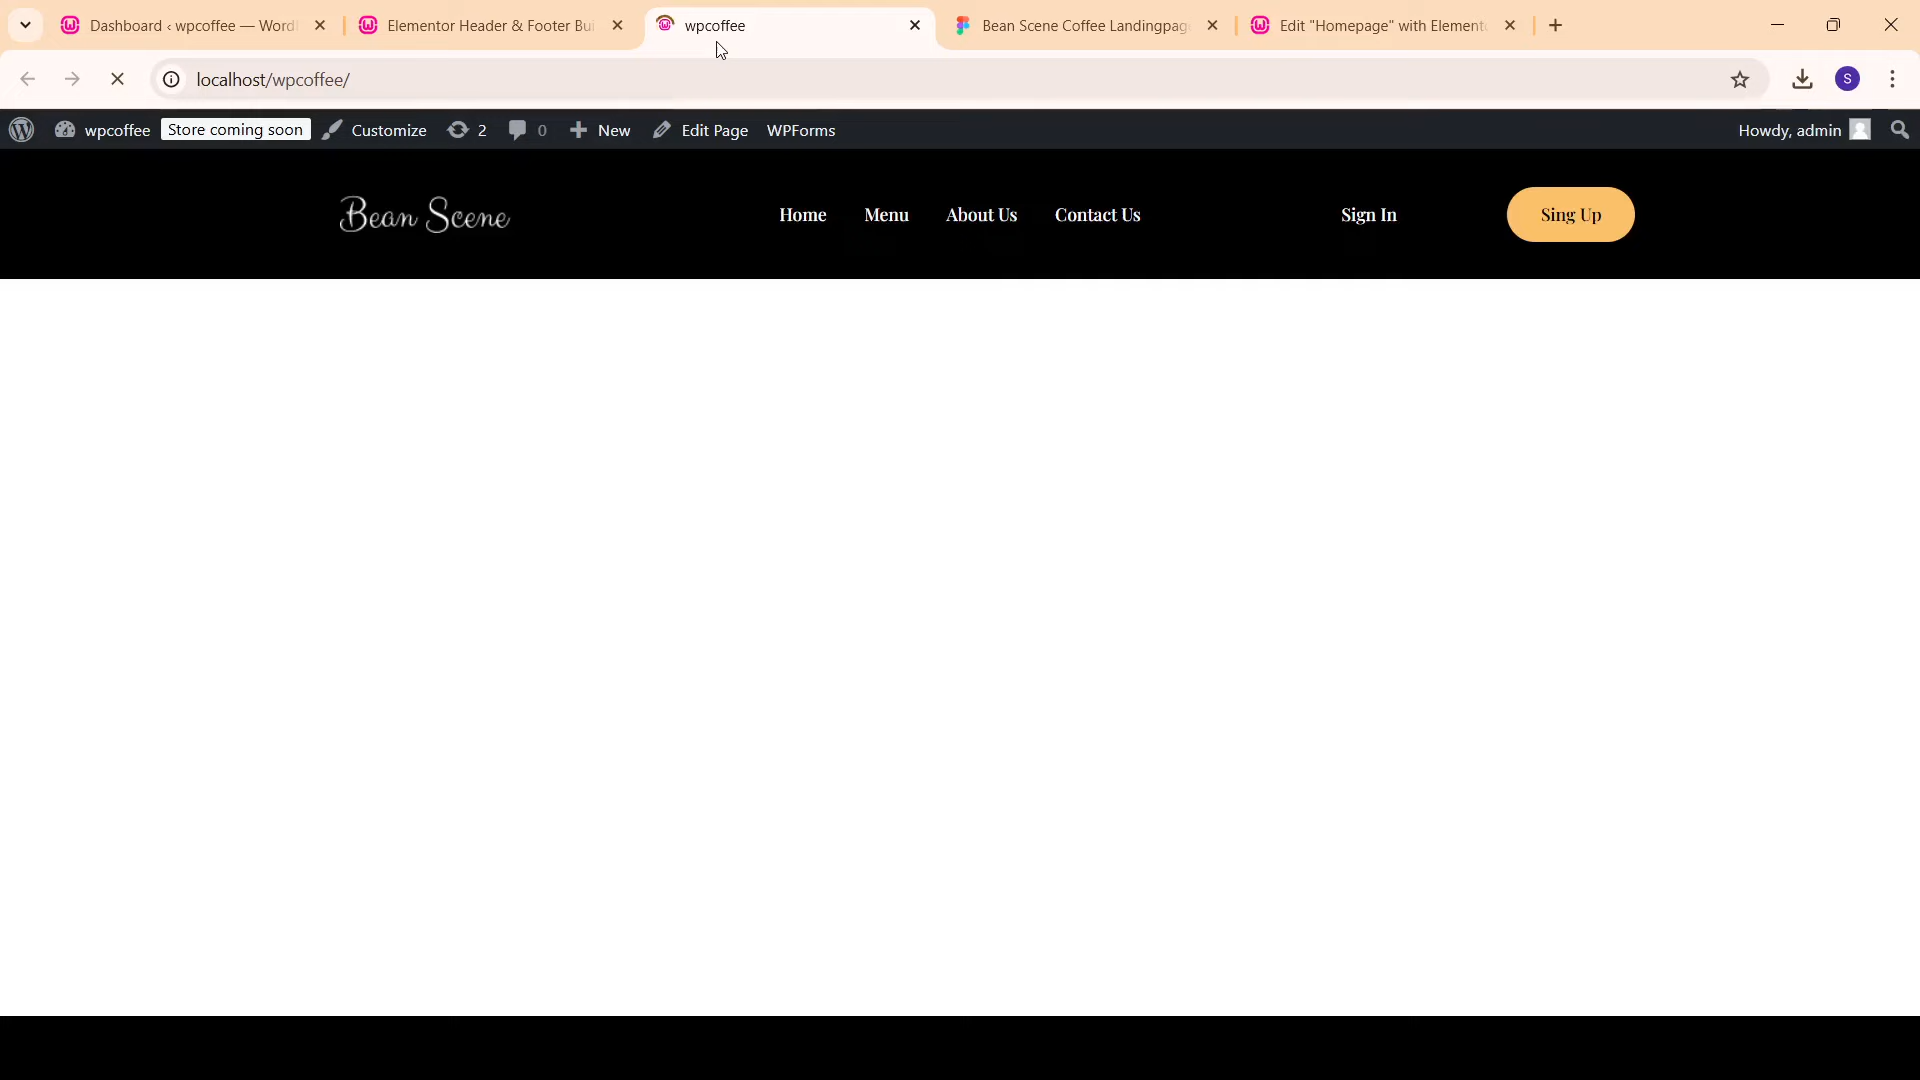 Dashboard ‹ wpcoffee — Word
Elementor Header & Footer Bui
wpcoffee
Bean Scene Coffee Landingpag
Edit "Homepage" with Elemento
localhost/wpcoffee/
S
wpcoffee
Store coming soon
Customize
2
0
New
Edit Page
WPForms
Howdy, admin
Bean Scene
Home
Menu
About Us
Contact Us
Sign In
Sing Up